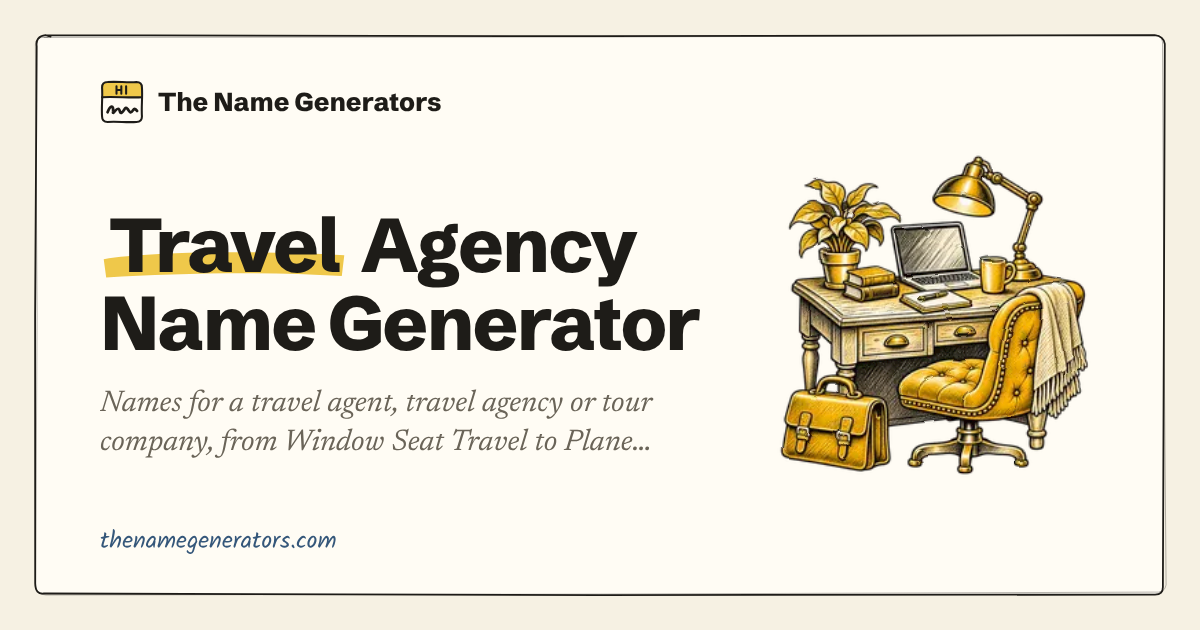 HI
The Name Generators
Travel Agency
Name Generator
Names for a travel agent, travel agency or tour
company, from Window Seat Travel to Plane...
thenamegenerators.com